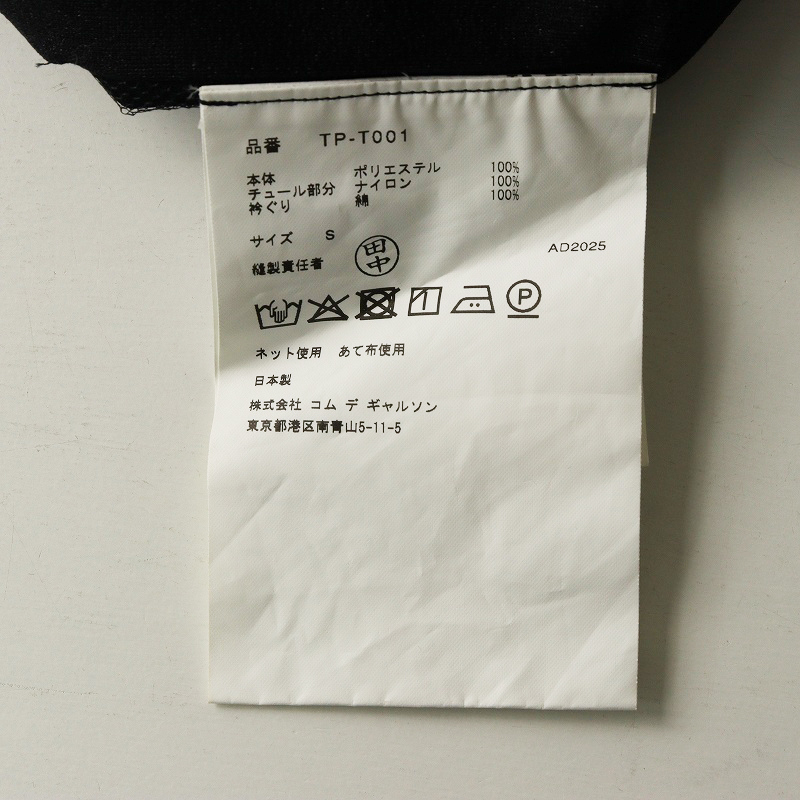 品番 TP-T001
本体 ポリエステル 100%
チュール部分 ナイロン 100%
衿ぐり 綿 100%
サイズ S
AD2025
縫製責任者 田中
P
ネット使用 あて布使用
日本製
株式会社 コム デ ギャルソン
東京都港区南青山5-11-5